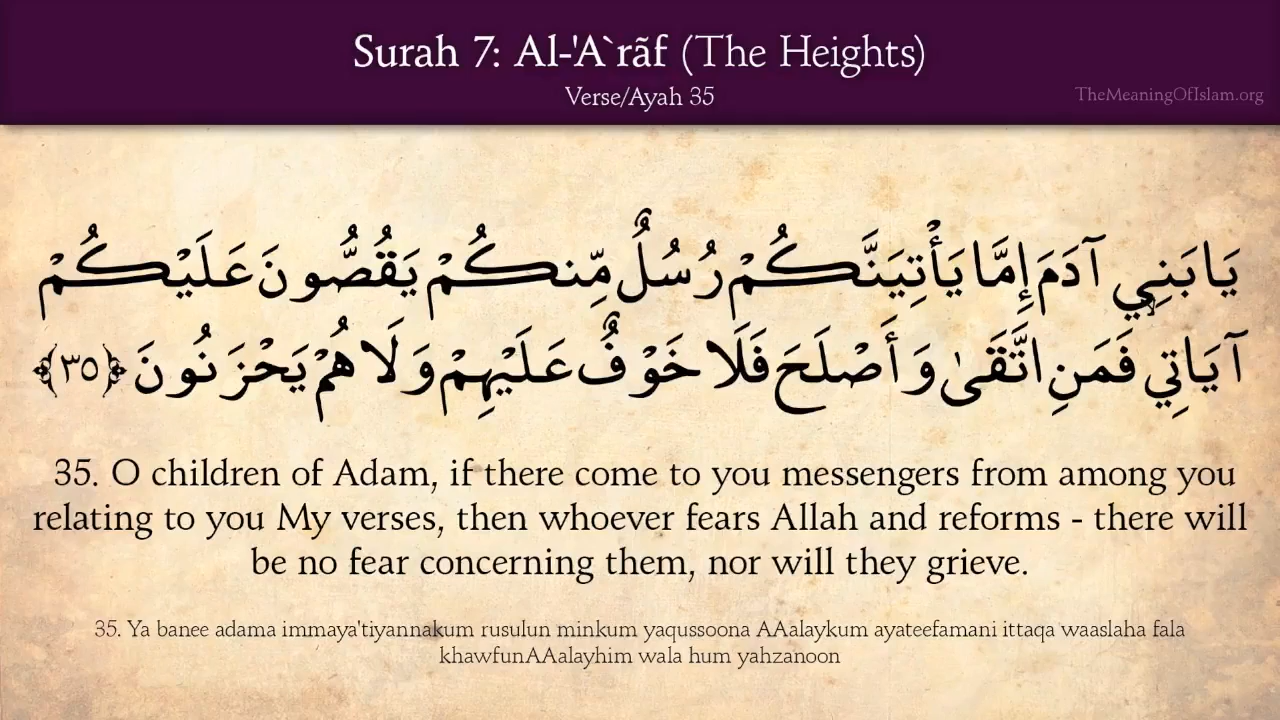 Surah 7: Al-'A`rãf (The Heights)
Verse/Ayah 35
TheMeaningOfIslam.org
يَا بَنِي آدَمَ إِمَّا يَأْتِيَنَّكُمْ رُسُلٌ مِّنكُمْ يَقُصُّونَ عَلَيْكُمْ
آيَاتِي فَمَنِ اتَّقَىٰ وَأَصْلَحَ فَلَا خَوْفٌ عَلَيْهِمْ وَلَا هُمْ يَحْزَنُونَ ﴿٣٥﴾
35. O children of Adam, if there come to you messengers from among you
relating to you My verses, then whoever fears Allah and reforms - there will
be no fear concerning them, nor will they grieve.
35. Ya banee adama immaya'tiyannakum rusulun minkum yaqussoona AAalaykum ayateefamani ittaqa waaslaha fala
khawfunAAalayhim wala hum yahzanoon